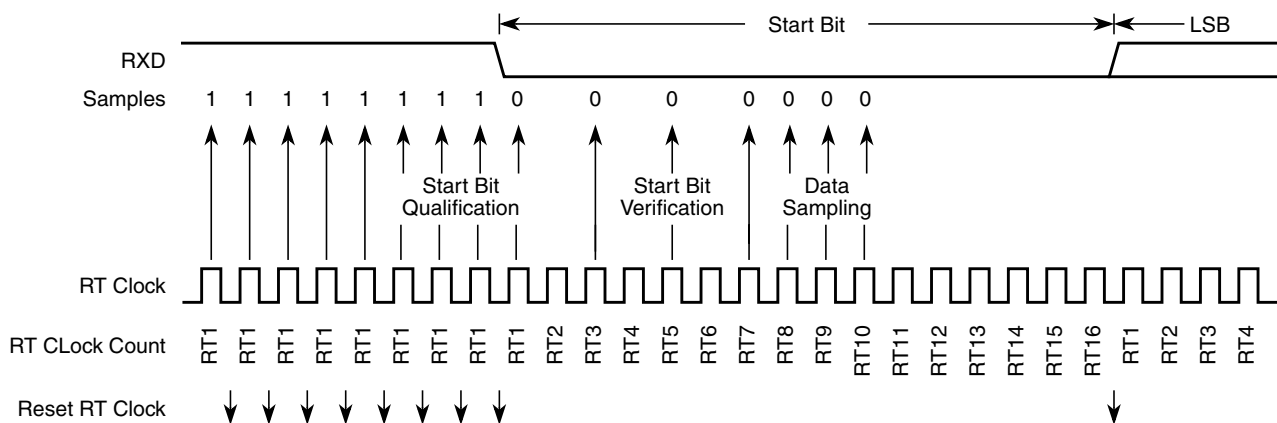 Start Bit
LSB
RXD
Samples 1 1 1 1 1 1 1 1 0 0 0 0 0 0 0
Start Bit Qualification
Start Bit Verification
Data Sampling
RT Clock
RT CLock Count RT1 RT1 RT1 RT1 RT1 RT1 RT1 RT1 RT1 RT2 RT3 RT4 RT5 RT6 RT7 RT8 RT9 RT10 RT11 RT12 RT13 RT14 RT15 RT16 RT1 RT2 RT3 RT4
Reset RT Clock